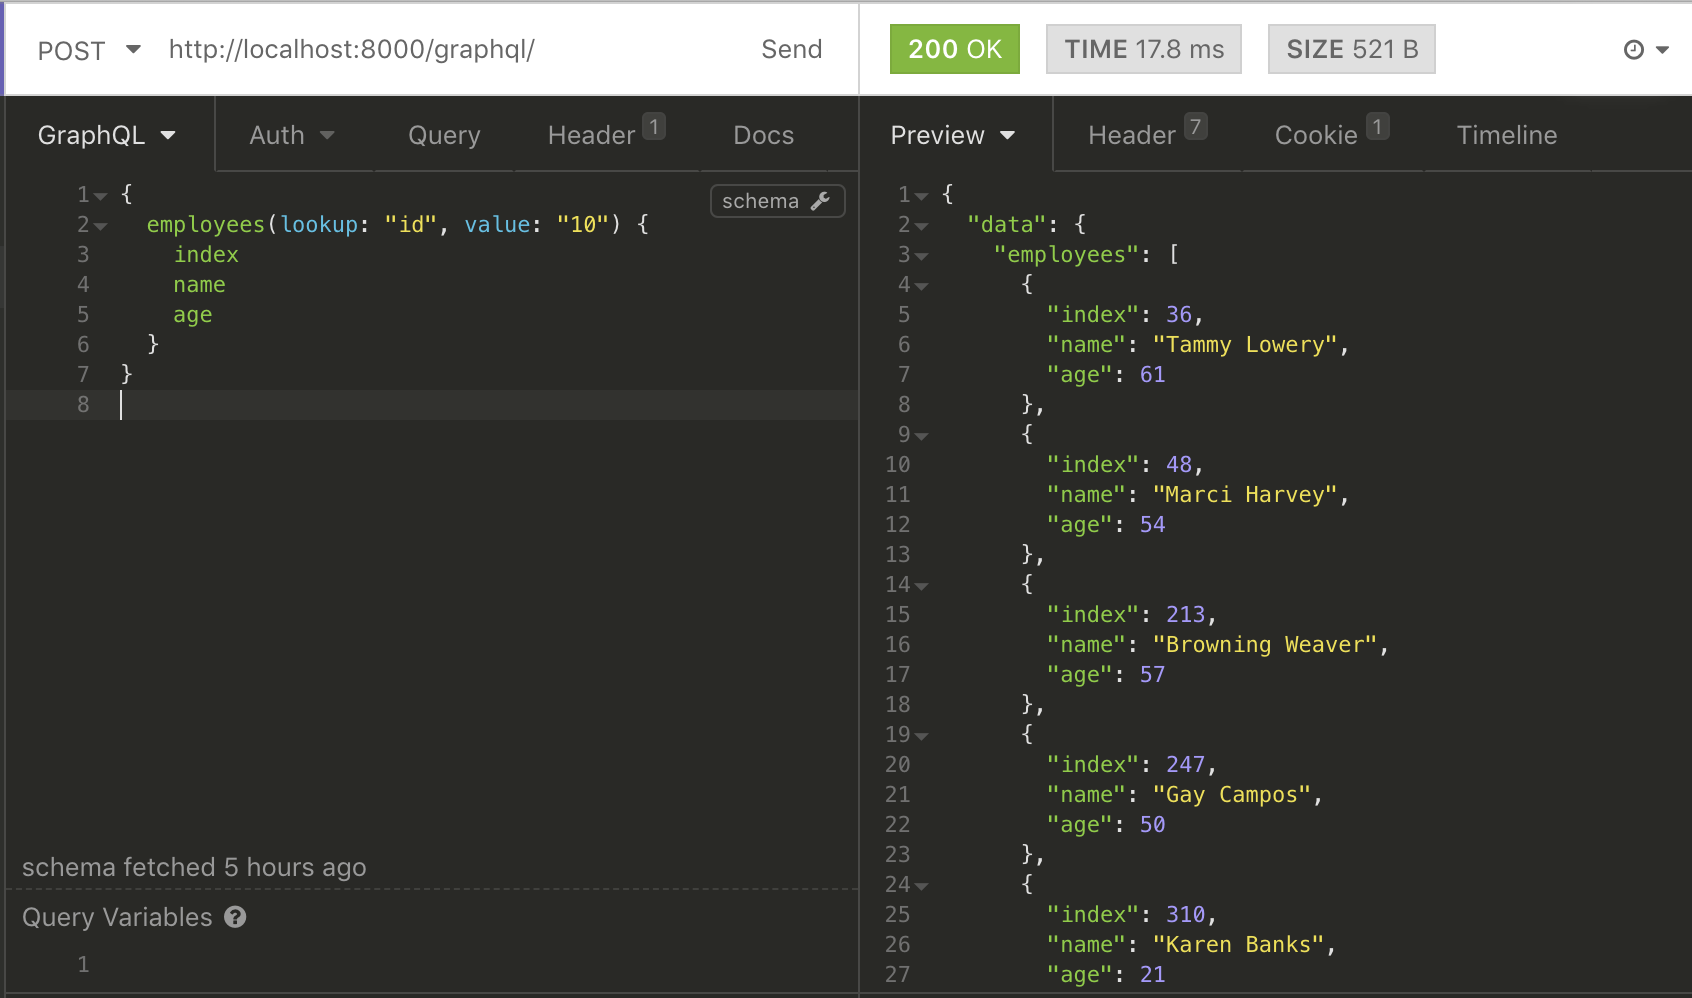 POST http://localhost:8000/graphql/ Send
200 OK TIME 17.8 ms SIZE 521 B
GraphQL Auth Query Header 1 Docs
schema
1 {
2 employees(lookup: "id", value: "10") {
3 index
4 name
5 age
6 }
7 }
8
schema fetched 5 hours ago
Query Variables ?
1
Preview Header 7 Cookie 1 Timeline
1 {
2 "data": {
3 "employees": [
4 {
5 "index": 36,
6 "name": "Tammy Lowery",
7 "age": 61
8 },
9 {
10 "index": 48,
11 "name": "Marci Harvey",
12 "age": 54
13 },
14 {
15 "index": 213,
16 "name": "Browning Weaver",
17 "age": 57
18 },
19 {
20 "index": 247,
21 "name": "Gay Campos",
22 "age": 50
23 },
24 {
25 "index": 310,
26 "name": "Karen Banks",
27 "age": 21